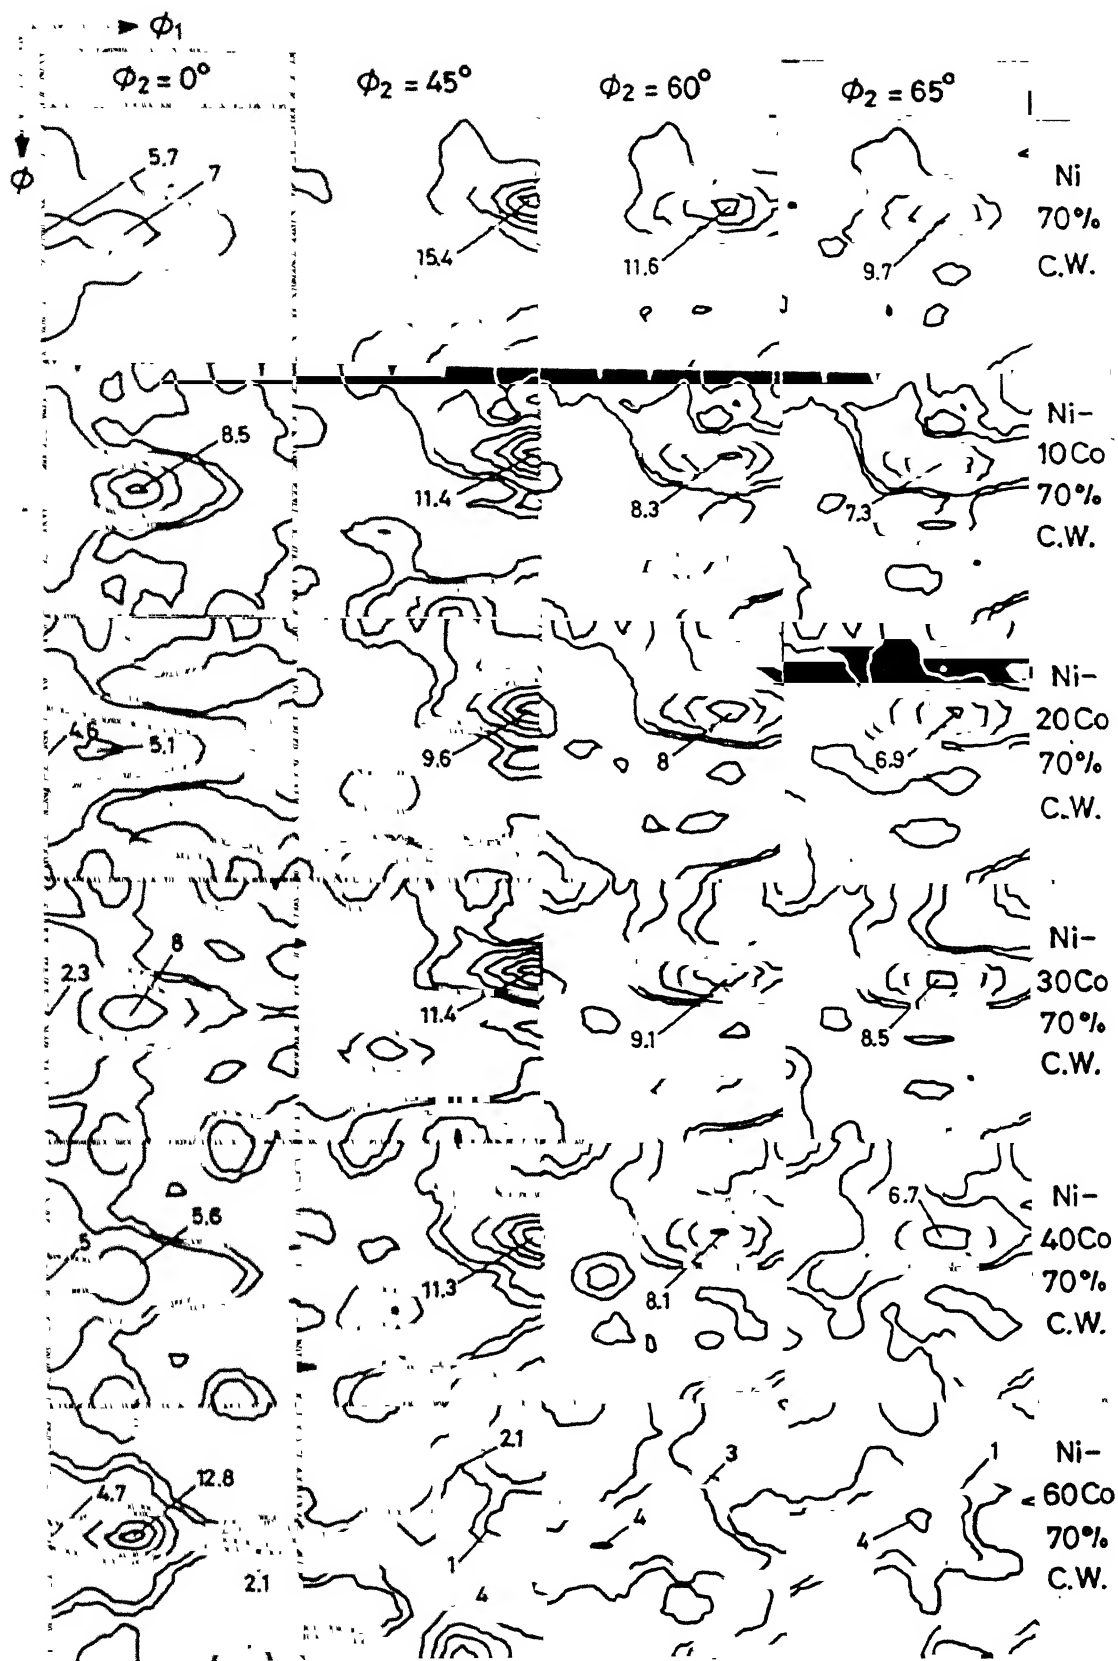 ϕ1
ϕ2 = 0° ϕ2 = 45° ϕ2 = 60° ϕ2 = 65°
ϕ
5.7 7 15.4 11.6 9.7
Ni
70%
C.W.
8.5 11.4 8.3 7.3
Ni-
10Co
70%
C.W.
4.6 5.1 9.6 8 6.9
Ni-
20Co
70%
C.W.
2.3 8 11.4 9.1 8.5
Ni-
30Co
70%
C.W.
5 5.6 11.3 8.1 6.7
Ni-
40Co
70%
C.W.
4.7 12.8 2.1 2.1 1 4 4 3 4 1
Ni-
60Co
70%
C.W.